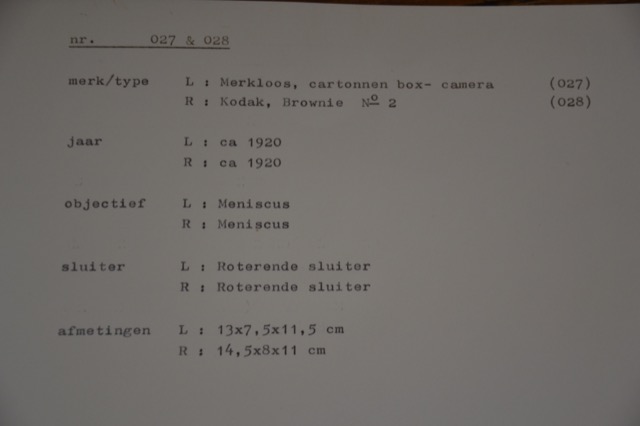 nr. 027 & 028
merk/type L : Merkloos, cartonnen box- camera (027)
R : Kodak, Brownie Nº 2 (028)
jaar L : ca 1920
R : ca 1920
objectief L : Meniscus
R : Meniscus
sluiter L : Roterende sluiter
R : Roterende sluiter
afmetingen L : 13x7,5x11,5 cm
R : 14,5x8x11 cm